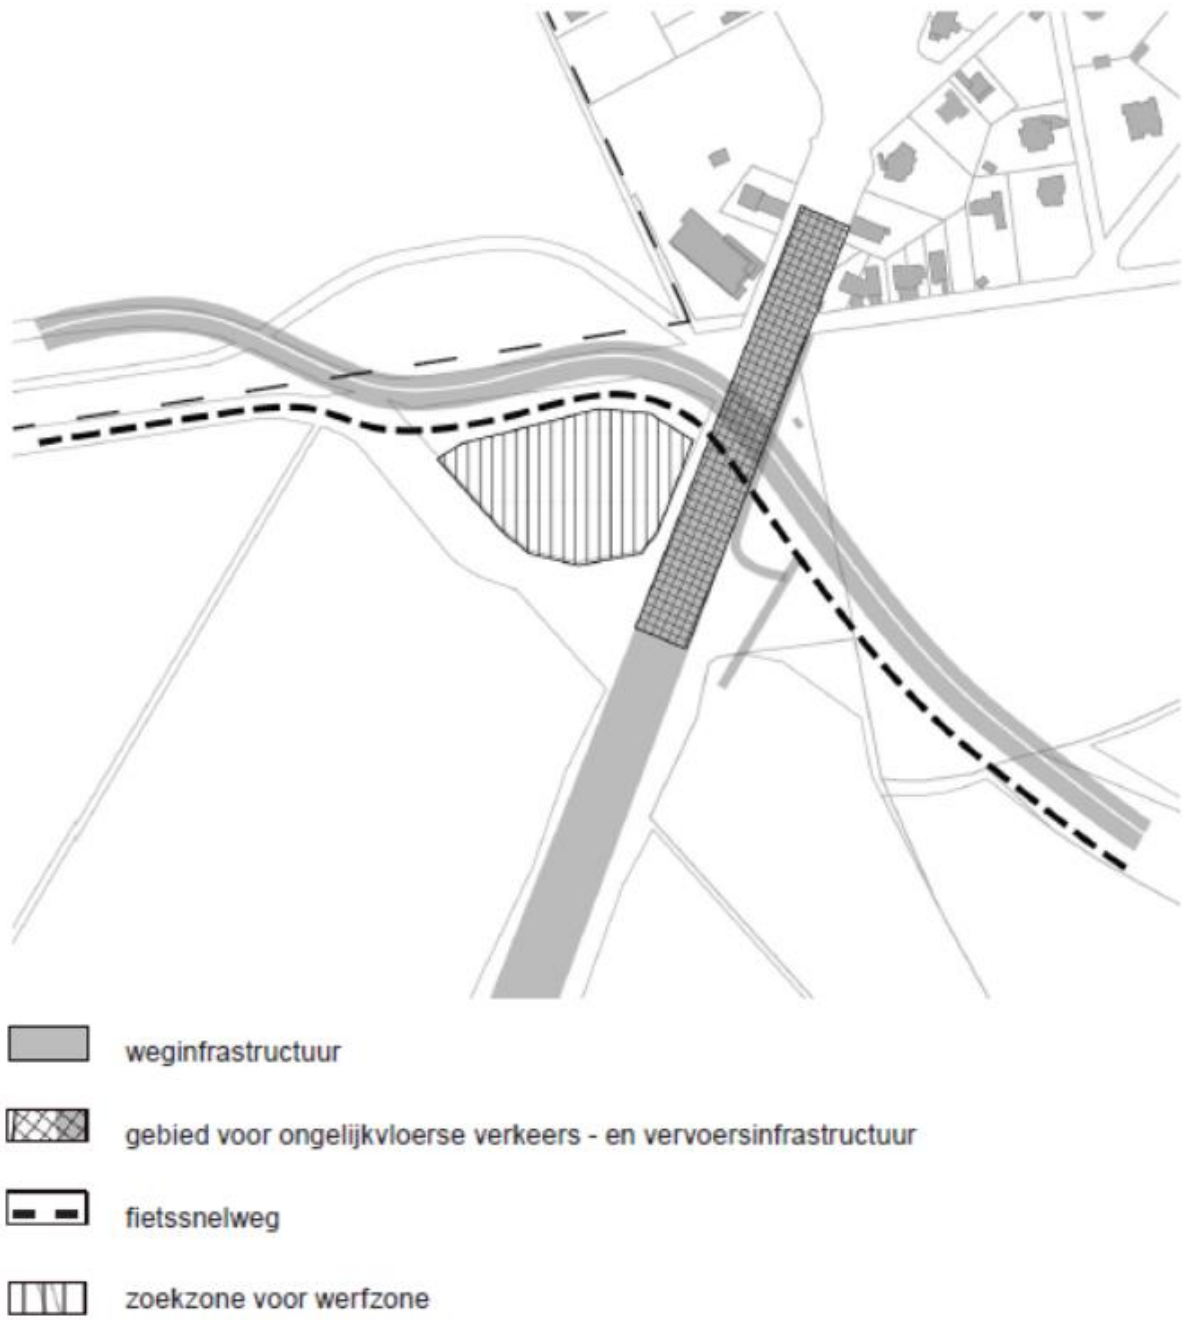 weginfrastructuur
gebied voor ongelijkvloerse verkeers - en vervoersinfrastructuur
fietssnelweg
zoekzone voor werfzone